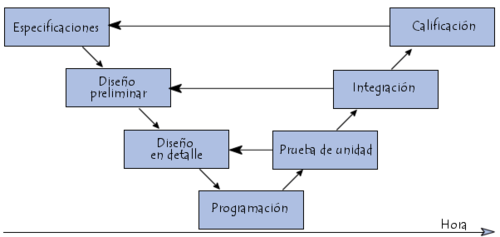 Especificaciones
Calificación
Diseño
preliminar
Integración
Diseño
en detalle
Prueba de unidad
Programación
Hora